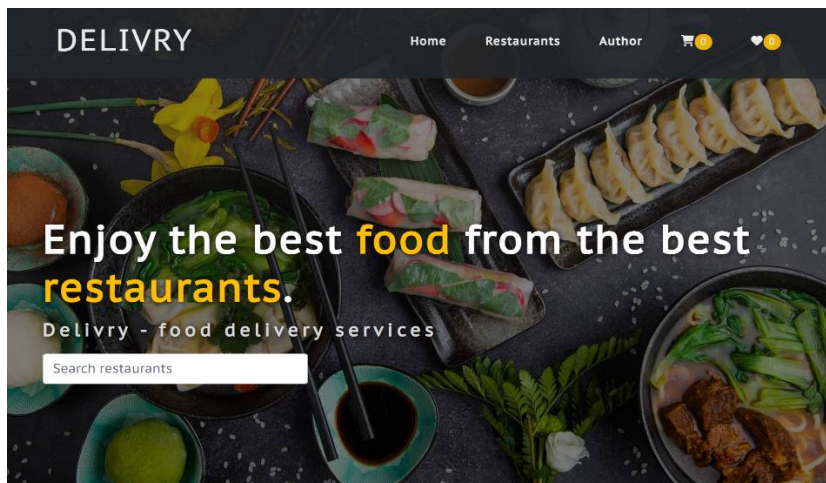 DELIVRY
Home Restaurants Author 0 0
Enjoy the best food from the best
restaurants.
Delivry - food delivery services
Search restaurants